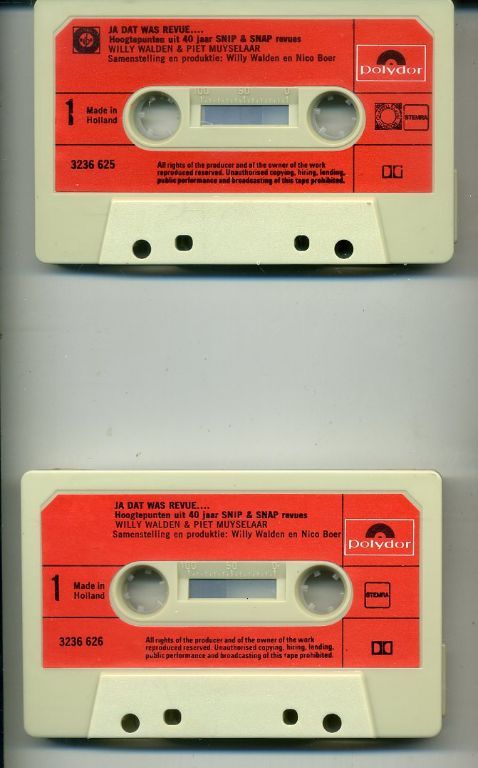 JA DAT WAS REVUE....
Hoogtepunten uit 40 jaar SNIP & SNAP revues
WILLY WALDEN & PIET MUYSELAAR
Samenstelling en produktie: Willy Walden en Nico Boer
polydor
1
Made in
Holland
100 50 0
STEMRA
3236 625
All rights of the producer and of the owner of the work
reproduced reserved. Unauthorised copying, hiring, lending,
public performance and broadcasting of this tape prohibited.
JA DAT WAS REVUE....
Hoogtepunten uit 40 jaar SNIP & SNAP revues
WILLY WALDEN & PIET MUYSELAAR
Samenstelling en produktie: Willy Walden en Nico Boer
polydor
1
Made in
Holland
100 50 0
STEMRA
3236 626
All rights of the producer and of the owner of the work
reproduced reserved. Unauthorised copying, hiring, lending,
public performance and broadcasting of this tape prohibited.